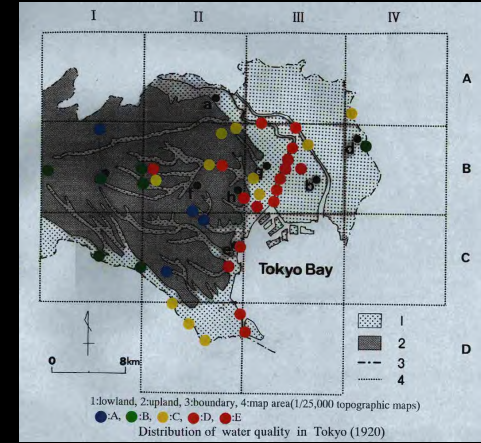 I II III IV
A
a
d
B
f h b
C
Tokyo Bay
1
2
3
4
D
0 8km
1:lowland, 2:upland, 3:boundary, 4:map area(1/25,000 topographic maps)
:A, :B, :C, :D, :E
Distribution of water quality in Tokyo (1920)